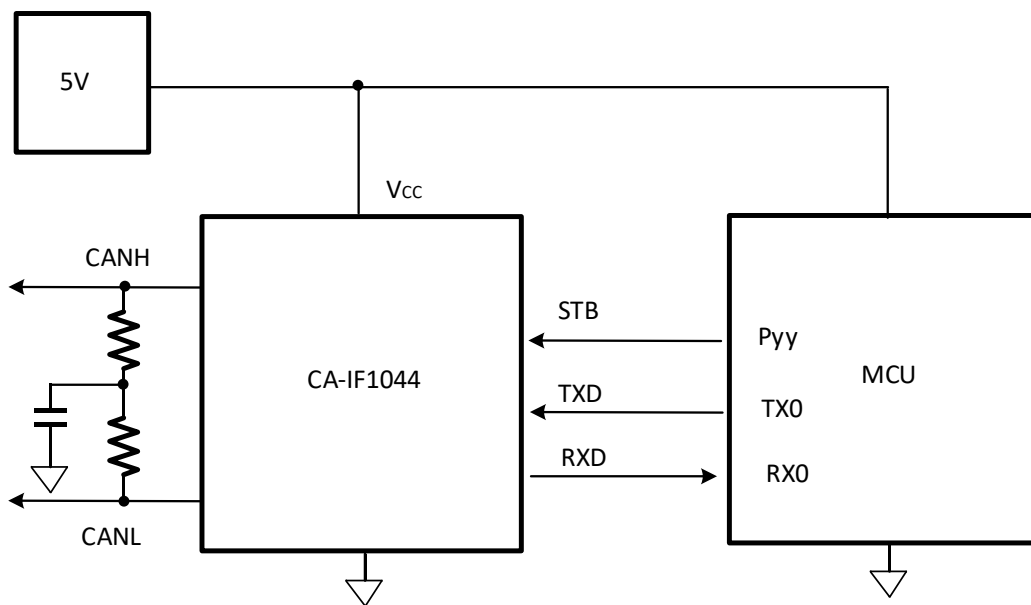 5V
Vcc
CANH
STB
Pyy
CA-IF1044
MCU
TXD
TX0
RXD
RX0
CANL